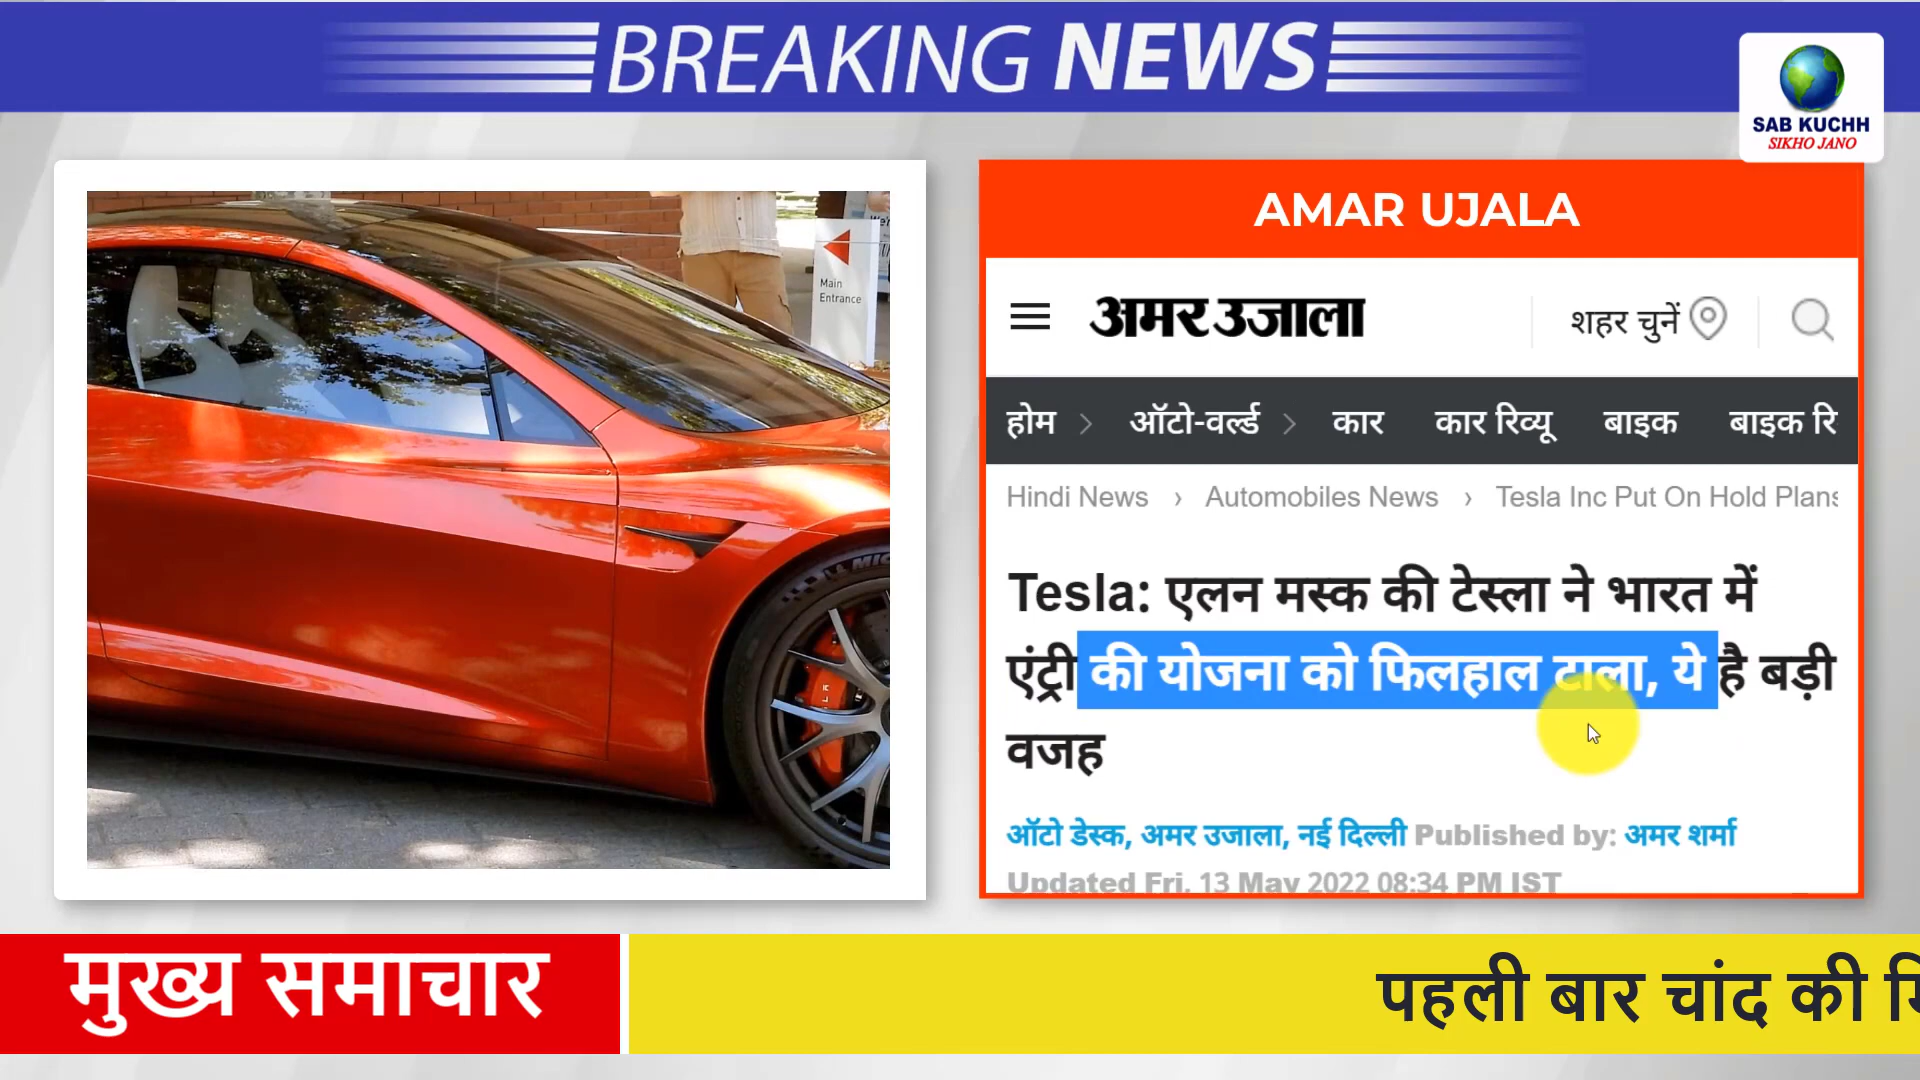 BREAKING NEWS
SAB KUCHH
SIKHO JANO
Main
Entrance
AMAR UJALA
अमर उजाला
शहर चुनें
होम > ऑटो-वर्ल्ड > कार कार रिव्यू बाइक बाइक रि
Hindi News › Automobiles News › Tesla Inc Put On Hold Plans
Tesla: एलन मस्क की टेस्ला ने भारत में
एंट्री की योजना को फिलहाल टाला, ये है बड़ी
वजह
ऑटो डेस्क, अमर उजाला, नई दिल्ली Published by: अमर शर्मा
Updated Fri, 13 May 2022 08:34 PM IST
मुख्य समाचार
पहली बार चांद की